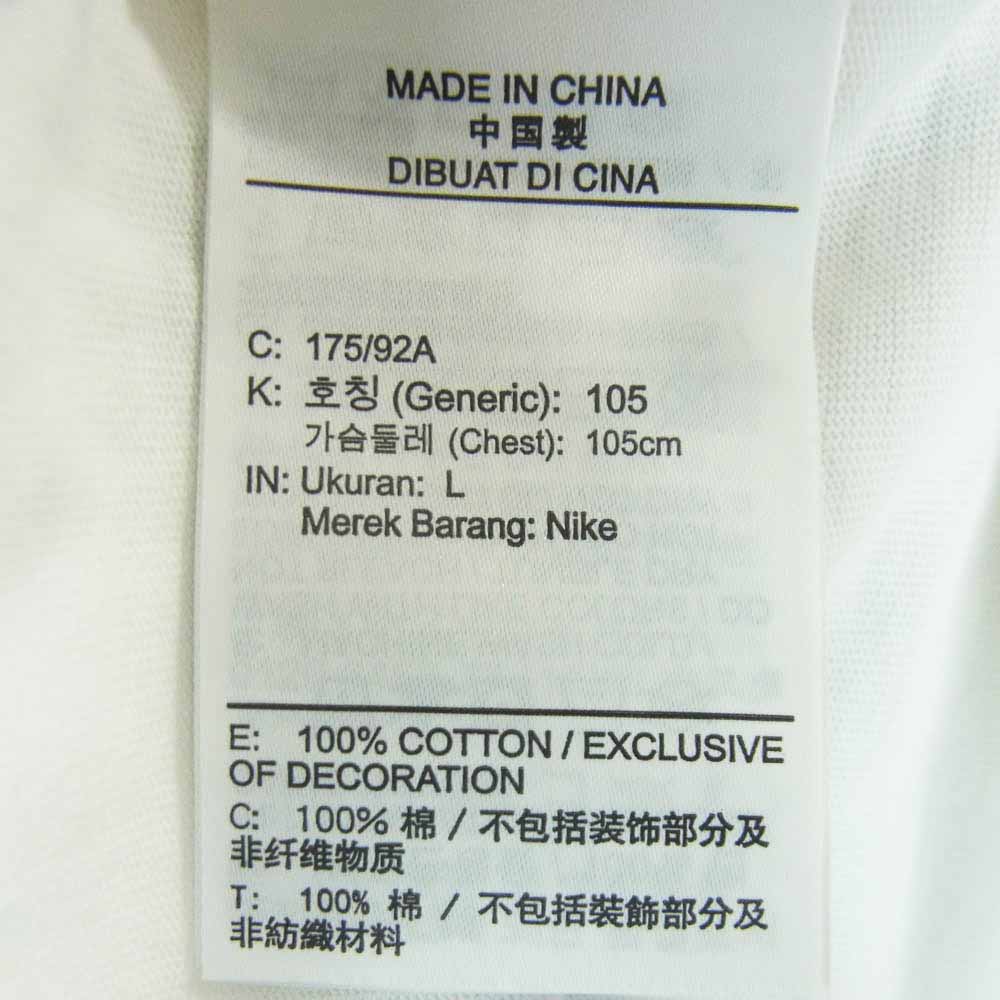 MADE IN CHINA
中国製
DIBUAT DI CINA
C: 175/92A
K: 호칭 (Generic): 105
가슴둘레 (Chest): 105cm
IN: Ukuran: L
Merek Barang: Nike
E: 100% COTTON / EXCLUSIVE
OF DECORATION
C: 100% 棉 / 不包括装饰部分及
非纤维物质
T: 100% 棉 / 不包括裝飾部分及
非紡織材料